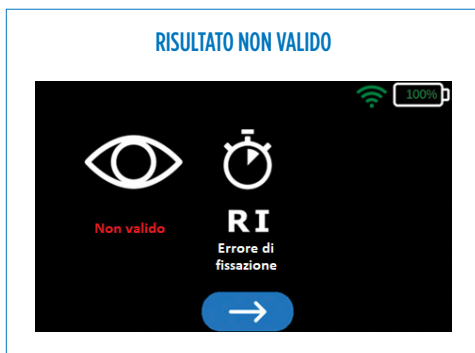 RISULTATO NON VALIDO
100%
Non valido
RI
Errore di
fissazione